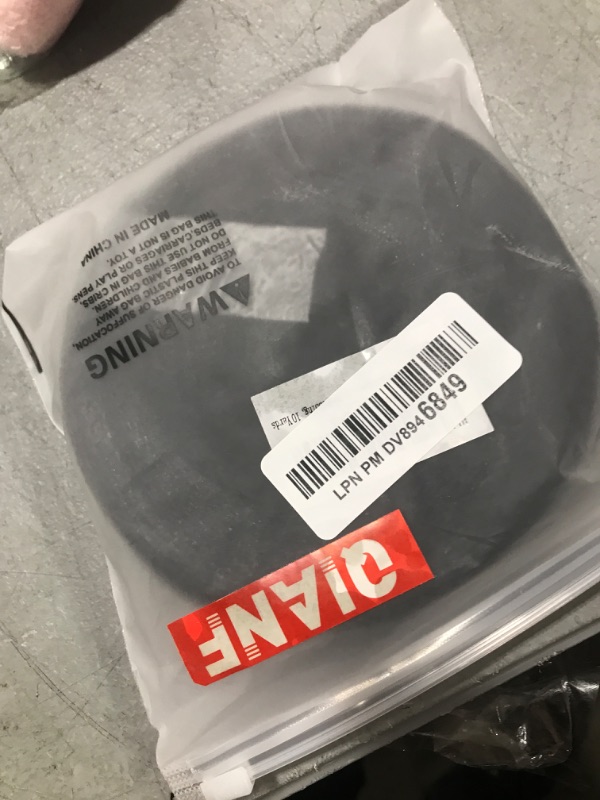 WARNING
TO AVOID DANGER OF SUFFOCATION,
KEEP THIS PLASTIC BAG AWAY
FROM BABIES AND CHILDREN.
DO NOT USE THIS BAG IN CRIBS,
BEDS,CARRIAGES OR PLAY PENS.
THIS BAG IS NOT A TOY.
MADE IN CHINA
10Yards
LPN PM DV8946849
QIANF